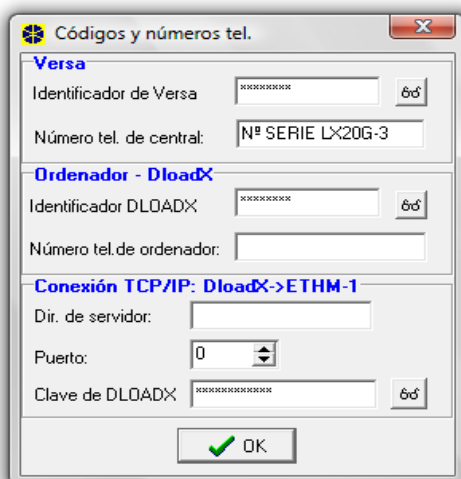 Códigos y números tel.
Versa
Identificador de Versa ********
Número tel. de central: Nº SERIE LX20G-3
Ordenador - DloadX
Identificador DLOADX ********
Número tel.de ordenador:
Conexión TCP/IP: DloadX->ETHM-1
Dir. de servidor:
Puerto: 0
Clave de DLOADX ************
OK